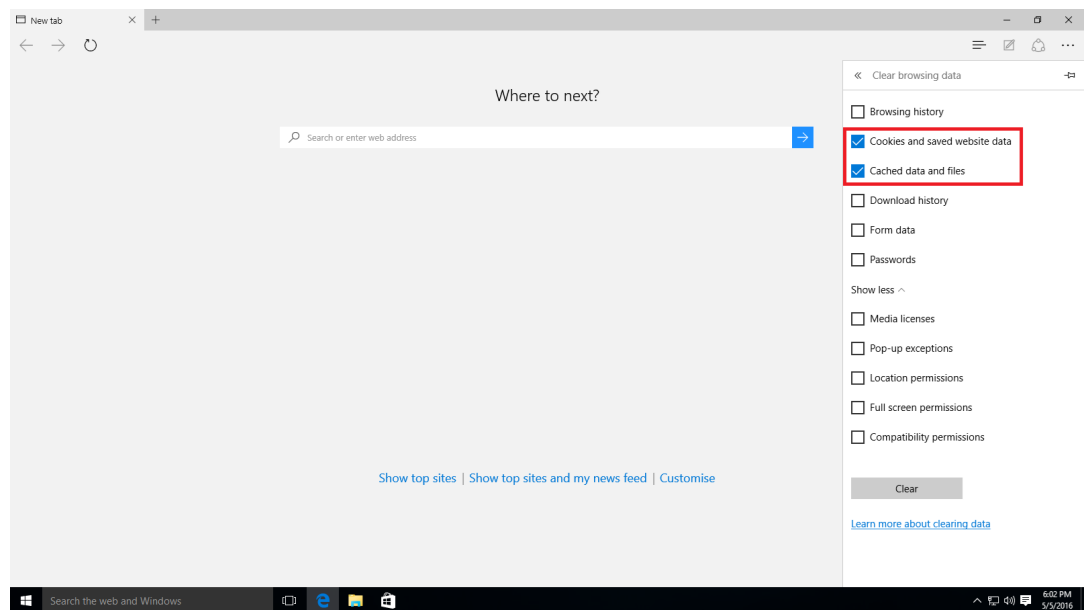 New tab
Where to next?
Search or enter web address
Show top sites | Show top sites and my news feed | Customise
Clear browsing data
Browsing history
Cookies and saved website data
Cached data and files
Download history
Form data
Passwords
Show less
Media licenses
Pop-up exceptions
Location permissions
Full screen permissions
Compatibility permissions
Clear
Learn more about clearing data
Search the web and Windows
6:02 PM
5/5/2016